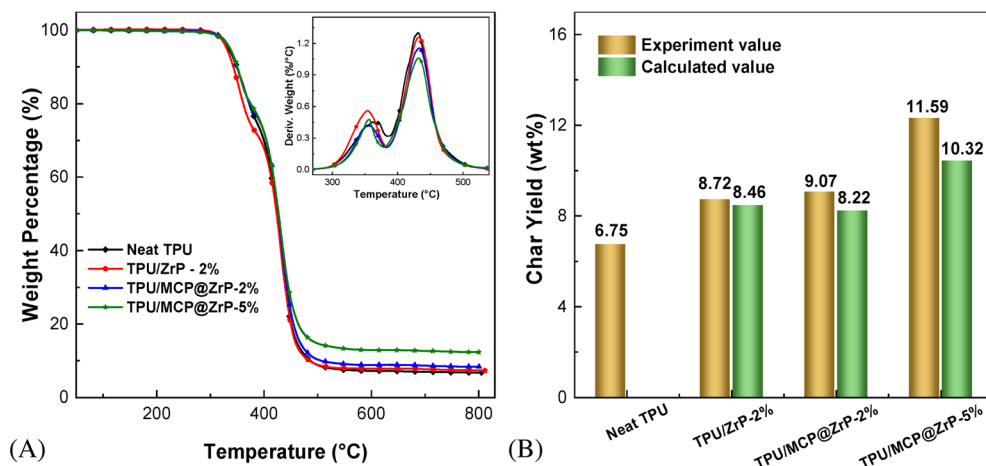 100
80
60
40
20
0
Weight Percentage (%)
200
400
600
800
Temperature (°C)
Neat TPU
TPU/ZrP - 2%
TPU/MCP@ZrP-2%
TPU/MCP@ZrP-5%
1.2
0.9
0.6
0.3
0.0
Deriv. Weight (%/°C)
300
400
500
Temperature (°C)
(A)
16
12
8
4
0
Char Yield (wt%)
Experiment value
Calculated value
6.75
8.72
8.46
9.07
8.22
11.59
10.32
Neat TPU
TPU/ZrP-2%
TPU/MCP@ZrP-2%
TPU/MCP@ZrP-5%
(B)